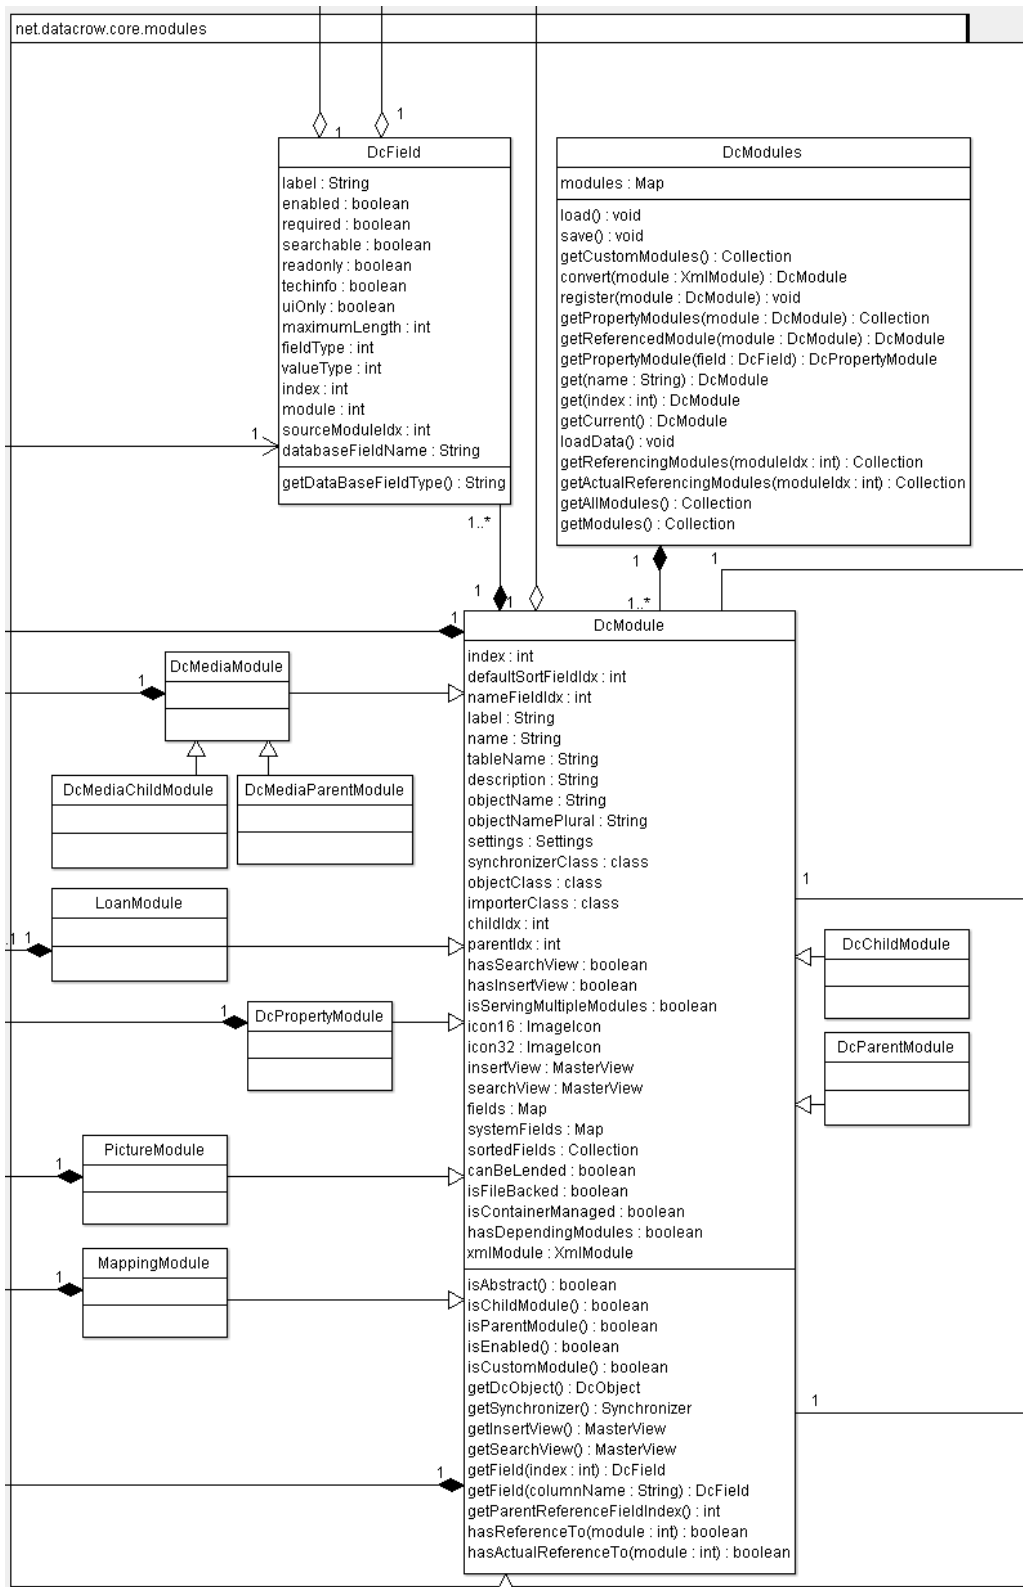 net.datacrow.core.modules
1
1
DcField
label : String
enabled : boolean
required : boolean
searchable : boolean
readonly : boolean
techinfo : boolean
uiOnly : boolean
maximumLength : int
fieldType : int
valueType : int
index : int
module : int
sourceModuleIdx : int
databaseFieldName : String
getDataBaseFieldType() : String
1
1..*
DcModules
modules : Map
load() : void
save() : void
getCustomModules() : Collection
convert(module : XmlModule) : DcModule
register(module : DcModule) : void
getPropertyModules(module : DcModule) : Collection
getReferencedModule(module : DcModule) : DcModule
getPropertyModule(field : DcField) : DcPropertyModule
get(name : String) : DcModule
get(index : int) : DcModule
getCurrent() : DcModule
loadData() : void
getReferencingModules(moduleIdx : int) : Collection
getActualReferencingModules(moduleIdx : int) : Collection
getAllModules() : Collection
getModules() : Collection
1
1
1
1
1..*
1
DcModule
index : int
defaultSortFieldIdx : int
nameFieldIdx : int
label : String
name : String
tableName : String
description : String
objectName : String
objectNamePlural : String
settings : Settings
synchronizerClass : class
objectClass : class
importerClass : class
childIdx : int
parentIdx : int
hasSearchView : boolean
hasInsertView : boolean
isServingMultipleModules : boolean
icon16 : ImageIcon
icon32 : ImageIcon
insertView : MasterView
searchView : MasterView
fields : Map
systemFields : Map
sortedFields : Collection
canBeLended : boolean
isFileBacked : boolean
isContainerManaged : boolean
hasDependingModules : boolean
xmlModule : XmlModule
isAbstract() : boolean
isChildModule() : boolean
isParentModule() : boolean
isEnabled() : boolean
isCustomModule() : boolean
getDcObject() : DcObject
getSynchronizer() : Synchronizer
getInsertView() : MasterView
getSearchView() : MasterView
getField(index : int) : DcField
getField(columnName : String) : DcField
getParentReferenceFieldIndex() : int
hasReferenceTo(module : int) : boolean
hasActualReferenceTo(module : int) : boolean
DcMediaModule
1
DcMediaChildModule
DcMediaParentModule
LoanModule
..1
1
DcPropertyModule
1
PictureModule
1
MappingModule
1
1
1
DcChildModule
DcParentModule
1